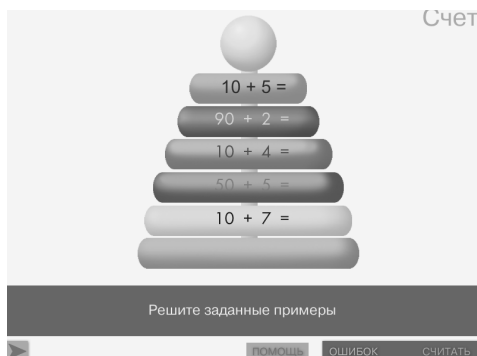 Счет
10 + 5 =
90 + 2 =
10 + 4 =
50 + 5 =
10 + 7 =
Решите заданные примеры
ПОМОЩЬ ОШИБОК СЧИТАТЬ